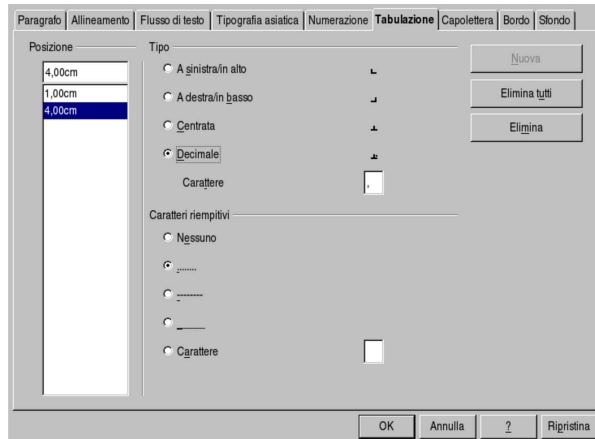 Paragrafo Allineamento Flusso di testo Tipografia asiatica Numerazione Tabulazione Capolettera Bordo Sfondo
Posizione
4,00cm
1,00cm
4,00cm
Tipo
A sinistra/in alto
A destra/in basso
Centrata
Decimale
Carattere ,
Caratteri riempitivi
Nessuno
........
--------
______
Carattere
Nuova
Elimina tutti
Elimina
OK Annulla ? Ripristina